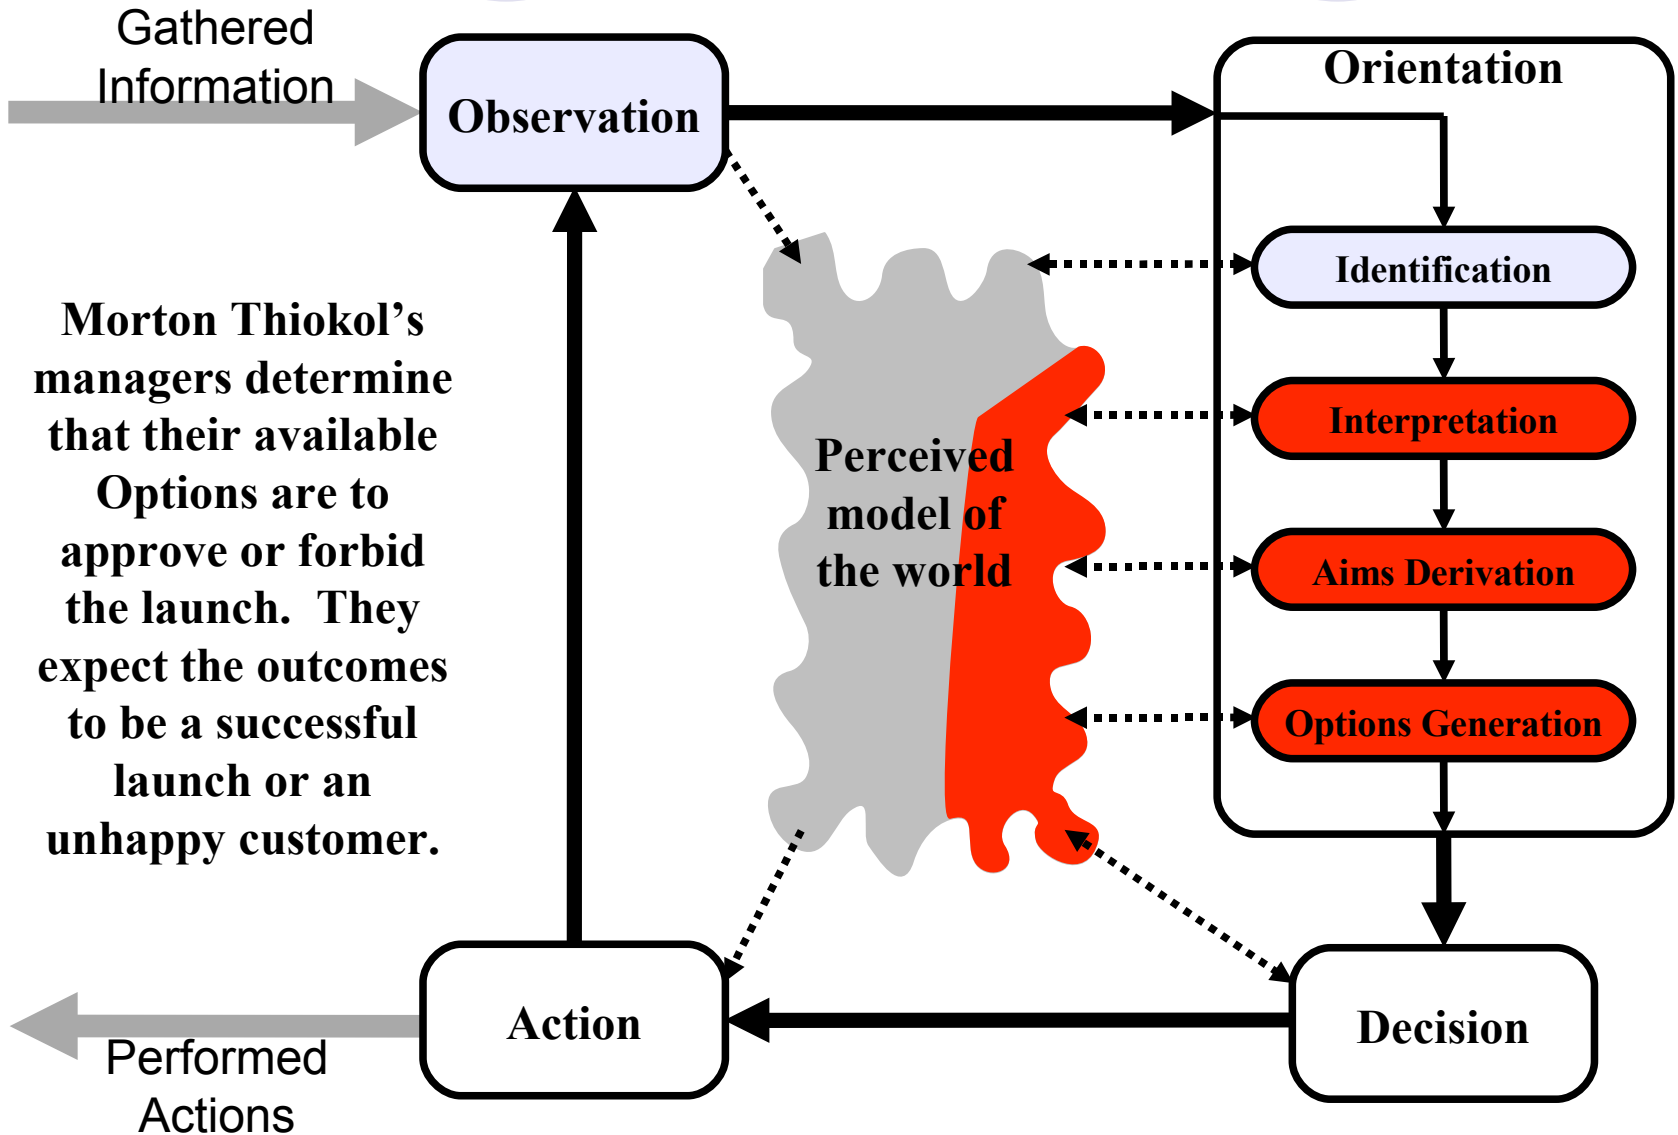 Gathered
Information
Observation
Orientation
Identification
Interpretation
Aims Derivation
Options Generation
Morton Thiokol’s
managers determine
that their available
Options are to
approve or forbid
the launch.  They
expect the outcomes
to be a successful
launch or an
unhappy customer.
Perceived
model of
the world
Action
Decision
Performed
Actions